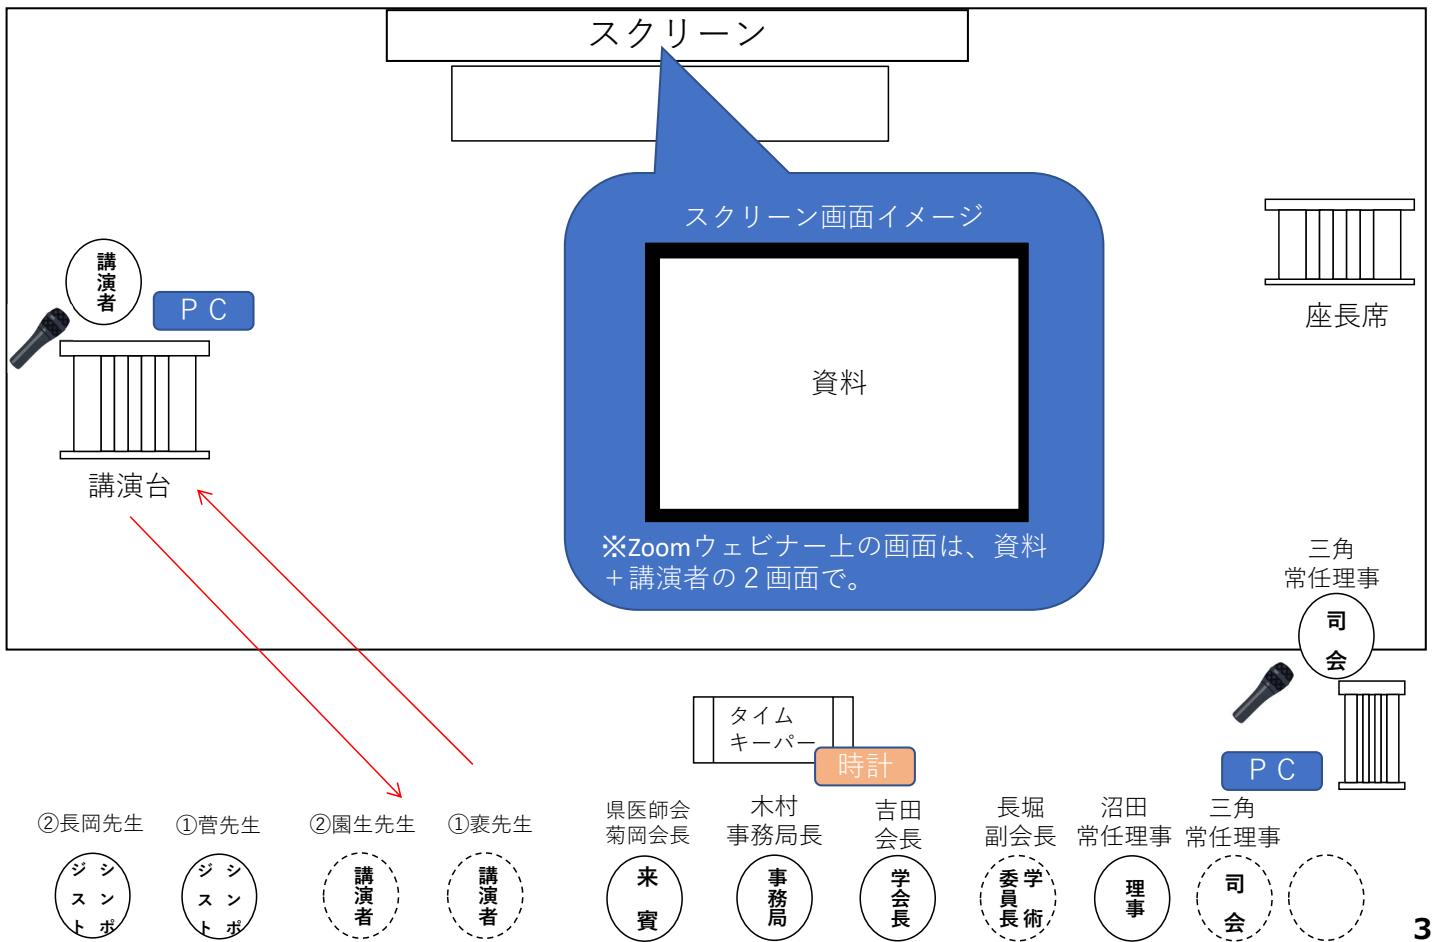 スクリーン
スクリーン画面イメージ
資料
※Zoomウェビナー上の画面は、資料
＋講演者の２画面で。
講演者
ＰＣ
講演台
座長席
三角
常任理事
司会
タイム
キーパー
時計
ＰＣ
②長岡先生
①菅先生
②園生先生
①裵先生
県医師会
菊岡会長
木村
事務局長
吉田
会長
長堀
副会長
沼田
常任理事
三角
常任理事
シンポ
ジスト
シンポ
ジスト
講演者
講演者
来賓
事務局
学会長
学術
委員長
理事
司会
3